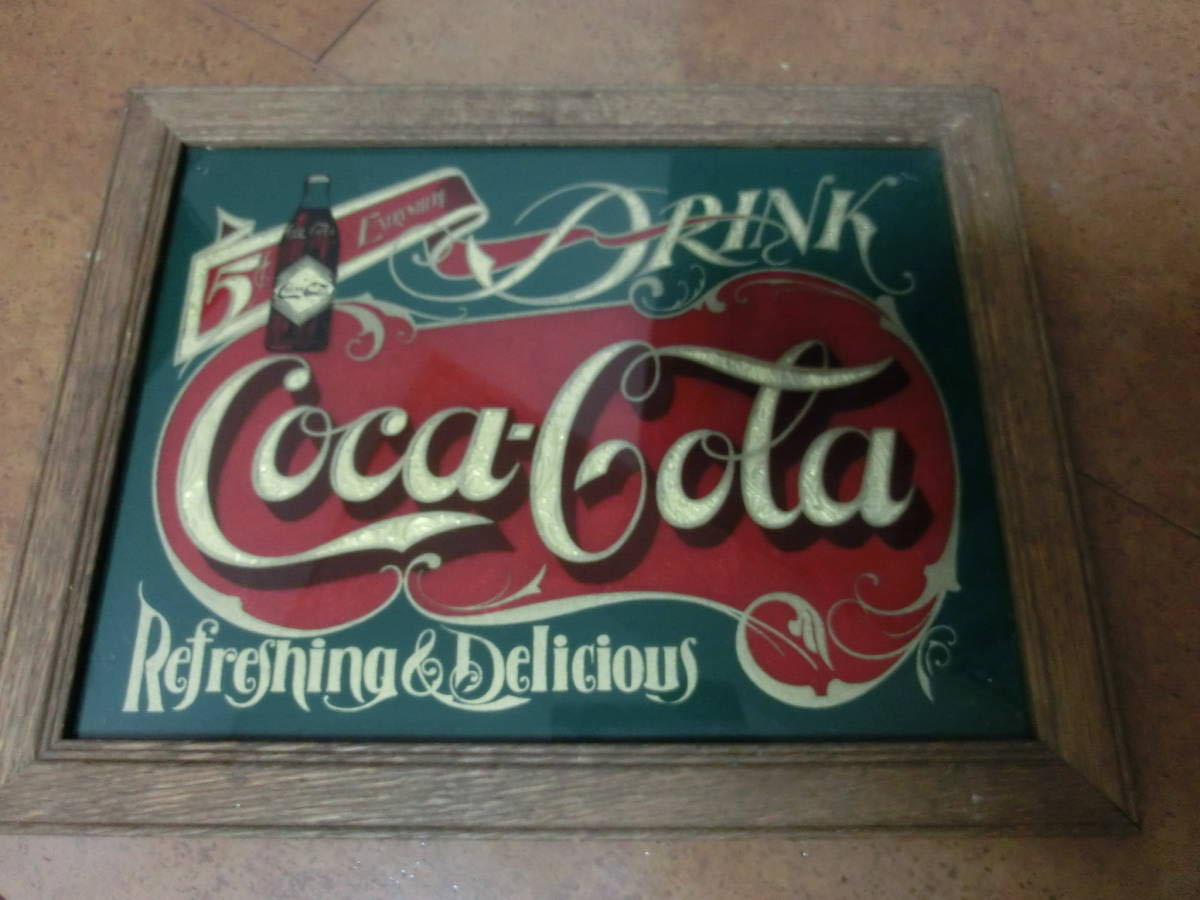 5¢
Everywhere
DRINK
Coca-Cola
Refreshing & Delicious